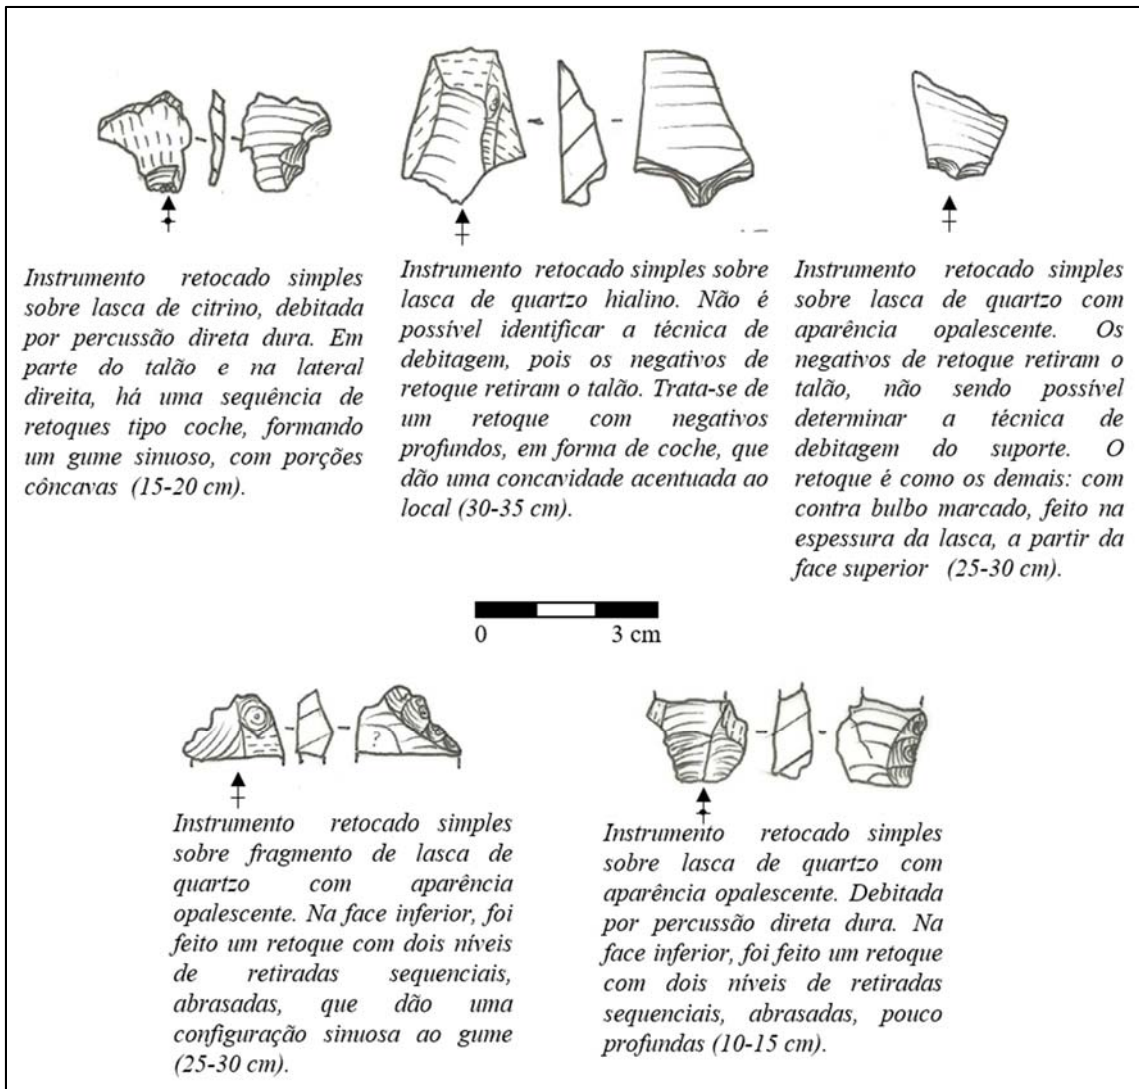 Instrumento retocado simples
sobre lasca de citrino, debitada
por percussão direta dura. Em
parte do talão e na lateral
direita, há uma sequência de
retoques tipo coche, formando
um gume sinuoso, com porções
côncavas (15-20 cm).
Instrumento retocado simples sobre
lasca de quartzo hialino. Não é
possível identificar a técnica de
debitagem, pois os negativos de
retoque retiram o talão. Trata-se de
um retoque com negativos
profundos, em forma de coche, que
dão uma concavidade acentuada ao
local (30-35 cm).
Instrumento retocado simples
sobre lasca de quartzo com
aparência opalescente. Os
negativos de retoque retiram o
talão, não sendo possível
determinar a técnica de
debitagem do suporte. O
retoque é como os demais: com
contra bulbo marcado, feito na
espessura da lasca, a partir da
face superior (25-30 cm).
0 3 cm
?
Instrumento retocado simples
sobre fragmento de lasca de
quartzo com aparência
opalescente. Na face inferior, foi
feito um retoque com dois níveis
de retiradas sequenciais,
abrasadas, que dão uma
configuração sinuosa ao gume
(25-30 cm).
Instrumento retocado simples
sobre lasca de quartzo com
aparência opalescente. Debitada
por percussão direta dura. Na
face inferior, foi feito um retoque
com dois níveis de retiradas
sequenciais, abrasadas, pouco
profundas (10-15 cm).